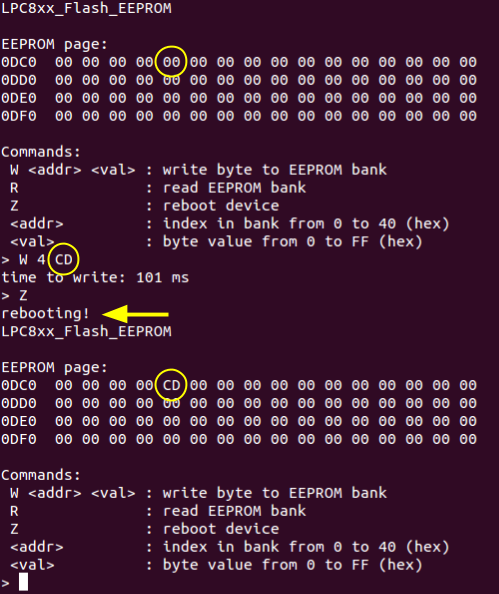 LPC8xx_Flash_EEPROM
EEPROM page:
0DC0  00 00 00 00 00 00 00 00 00 00 00 00 00 00 00 00
0DD0  00 00 00 00 00 00 00 00 00 00 00 00 00 00 00 00
0DE0  00 00 00 00 00 00 00 00 00 00 00 00 00 00 00 00
0DF0  00 00 00 00 00 00 00 00 00 00 00 00 00 00 00 00
Commands:
 W <addr> <val> : write byte to EEPROM bank
 R              : read EEPROM bank
 Z              : reboot device
 <addr>         : index in bank from 0 to 40 (hex)
 <val>          : byte value from 0 to FF (hex)
> W 4 CD
time to write: 101 ms
> Z
rebooting!
LPC8xx_Flash_EEPROM
EEPROM page:
0DC0  00 00 00 00 CD 00 00 00 00 00 00 00 00 00 00 00
0DD0  00 00 00 00 00 00 00 00 00 00 00 00 00 00 00 00
0DE0  00 00 00 00 00 00 00 00 00 00 00 00 00 00 00 00
0DF0  00 00 00 00 00 00 00 00 00 00 00 00 00 00 00 00
Commands:
 W <addr> <val> : write byte to EEPROM bank
 R              : read EEPROM bank
 Z              : reboot device
 <addr>         : index in bank from 0 to 40 (hex)
 <val>          : byte value from 0 to FF (hex)
>